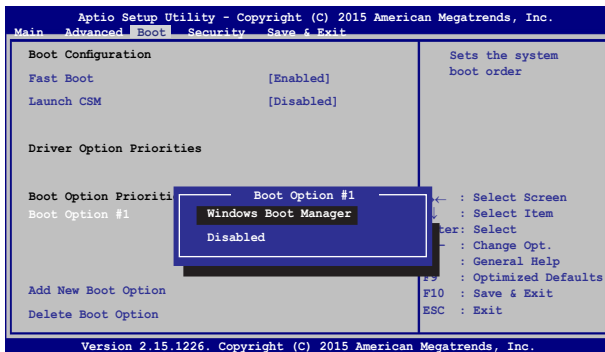 Aptio Setup Utility - Copyright (C) 2015 American Megatrends, Inc.
Main Advanced Boot Security Save & Exit
Boot Configuration
Fast Boot [Enabled]
Launch CSM [Disabled]
Driver Option Priorities
Boot Option Prioriti
Boot Option #1
Add New Boot Option
Delete Boot Option
Boot Option #1
Windows Boot Manager
Disabled
Sets the system
boot order
→← : Select Screen
: Select Item
ter: Select
- : Change Opt.
: General Help
F9 : Optimized Defaults
F10 : Save & Exit
ESC : Exit
Version 2.15.1226. Copyright (C) 2015 American Megatrends, Inc.